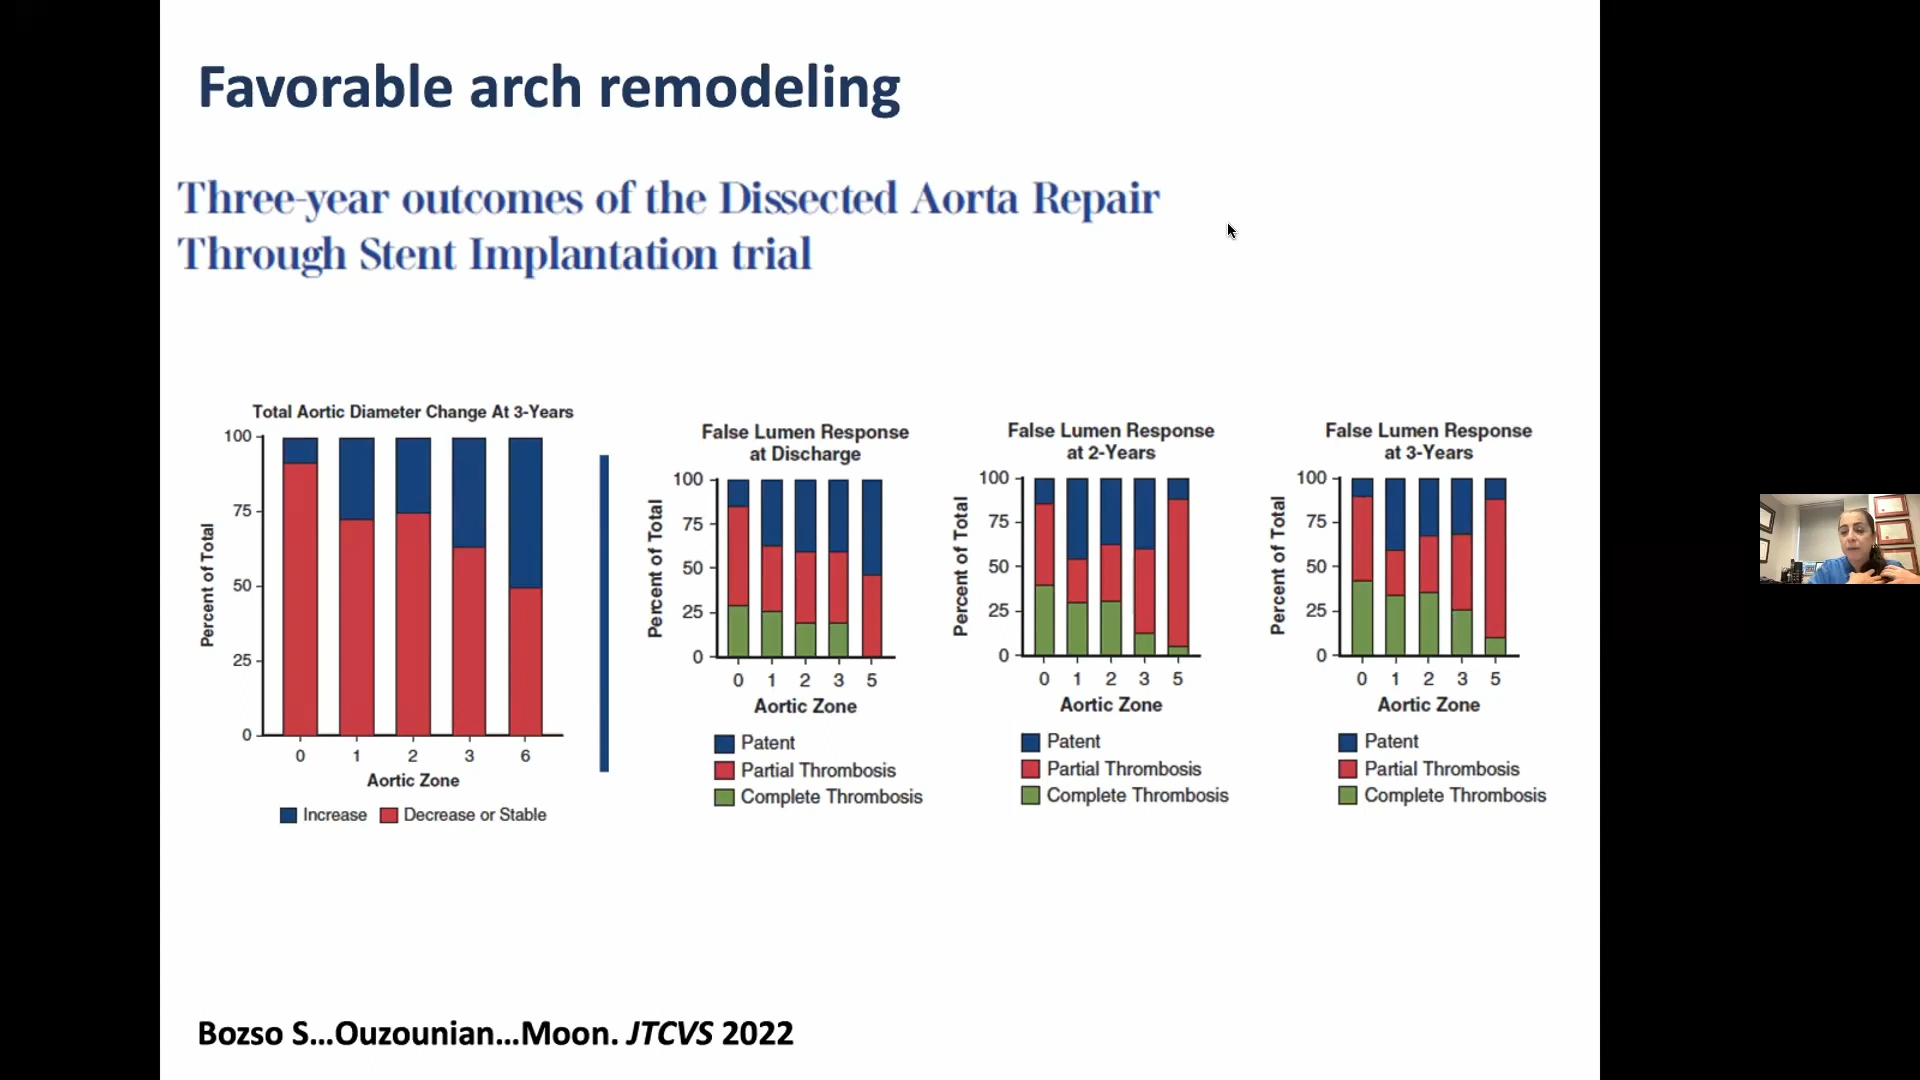 Favorable arch remodeling
Three-year outcomes of the Dissected Aorta Repair
Through Stent Implantation trial
Total Aortic Diameter Change At 3-Years
Percent of Total
100
75
50
25
0
0 1 2 3 6
Aortic Zone
Increase Decrease or Stable
False Lumen Response
at Discharge
Percent of Total
100
75
50
25
0
0 1 2 3 5
Aortic Zone
Patent
Partial Thrombosis
Complete Thrombosis
False Lumen Response
at 2-Years
Percent of Total
100
75
50
25
0
0 1 2 3 5
Aortic Zone
Patent
Partial Thrombosis
Complete Thrombosis
False Lumen Response
at 3-Years
Percent of Total
100
75
50
25
0
0 1 2 3 5
Aortic Zone
Patent
Partial Thrombosis
Complete Thrombosis
Bozso S...Ouzounian...Moon. JTCVS 2022